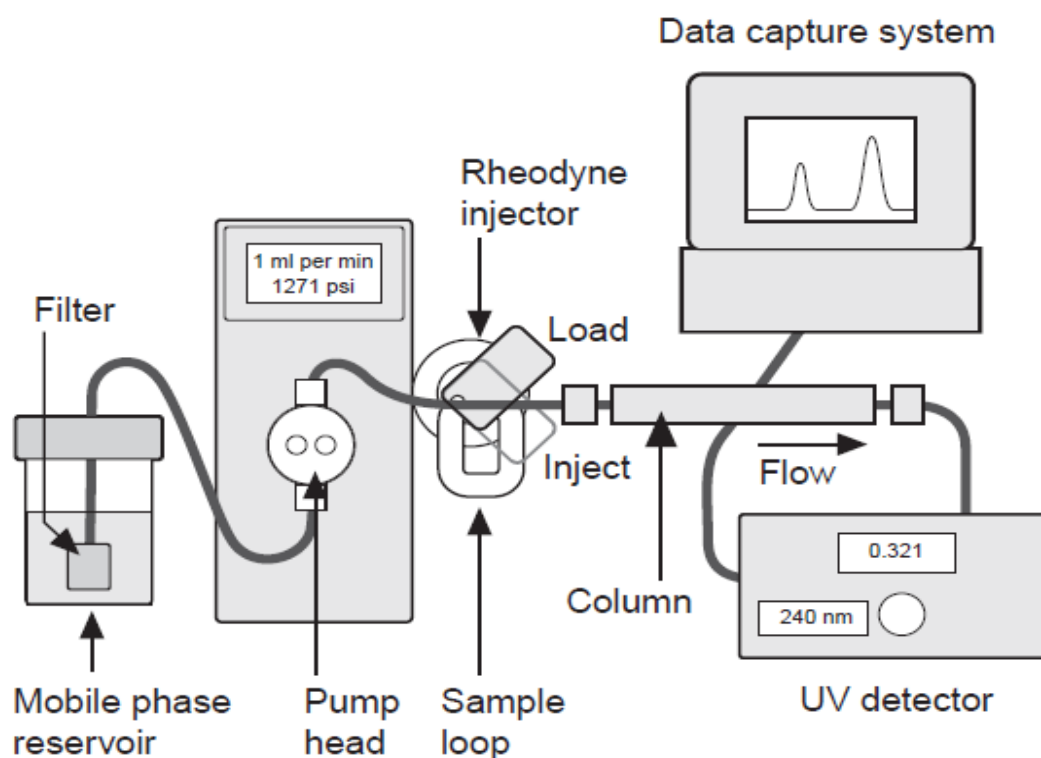 Data capture system
Rheodyne
injector
1 ml per min
1271 psi
Filter
Load
Inject
Flow
0.321
Column
240 nm
Mobile phase
reservoir
Pump
head
Sample
loop
UV detector